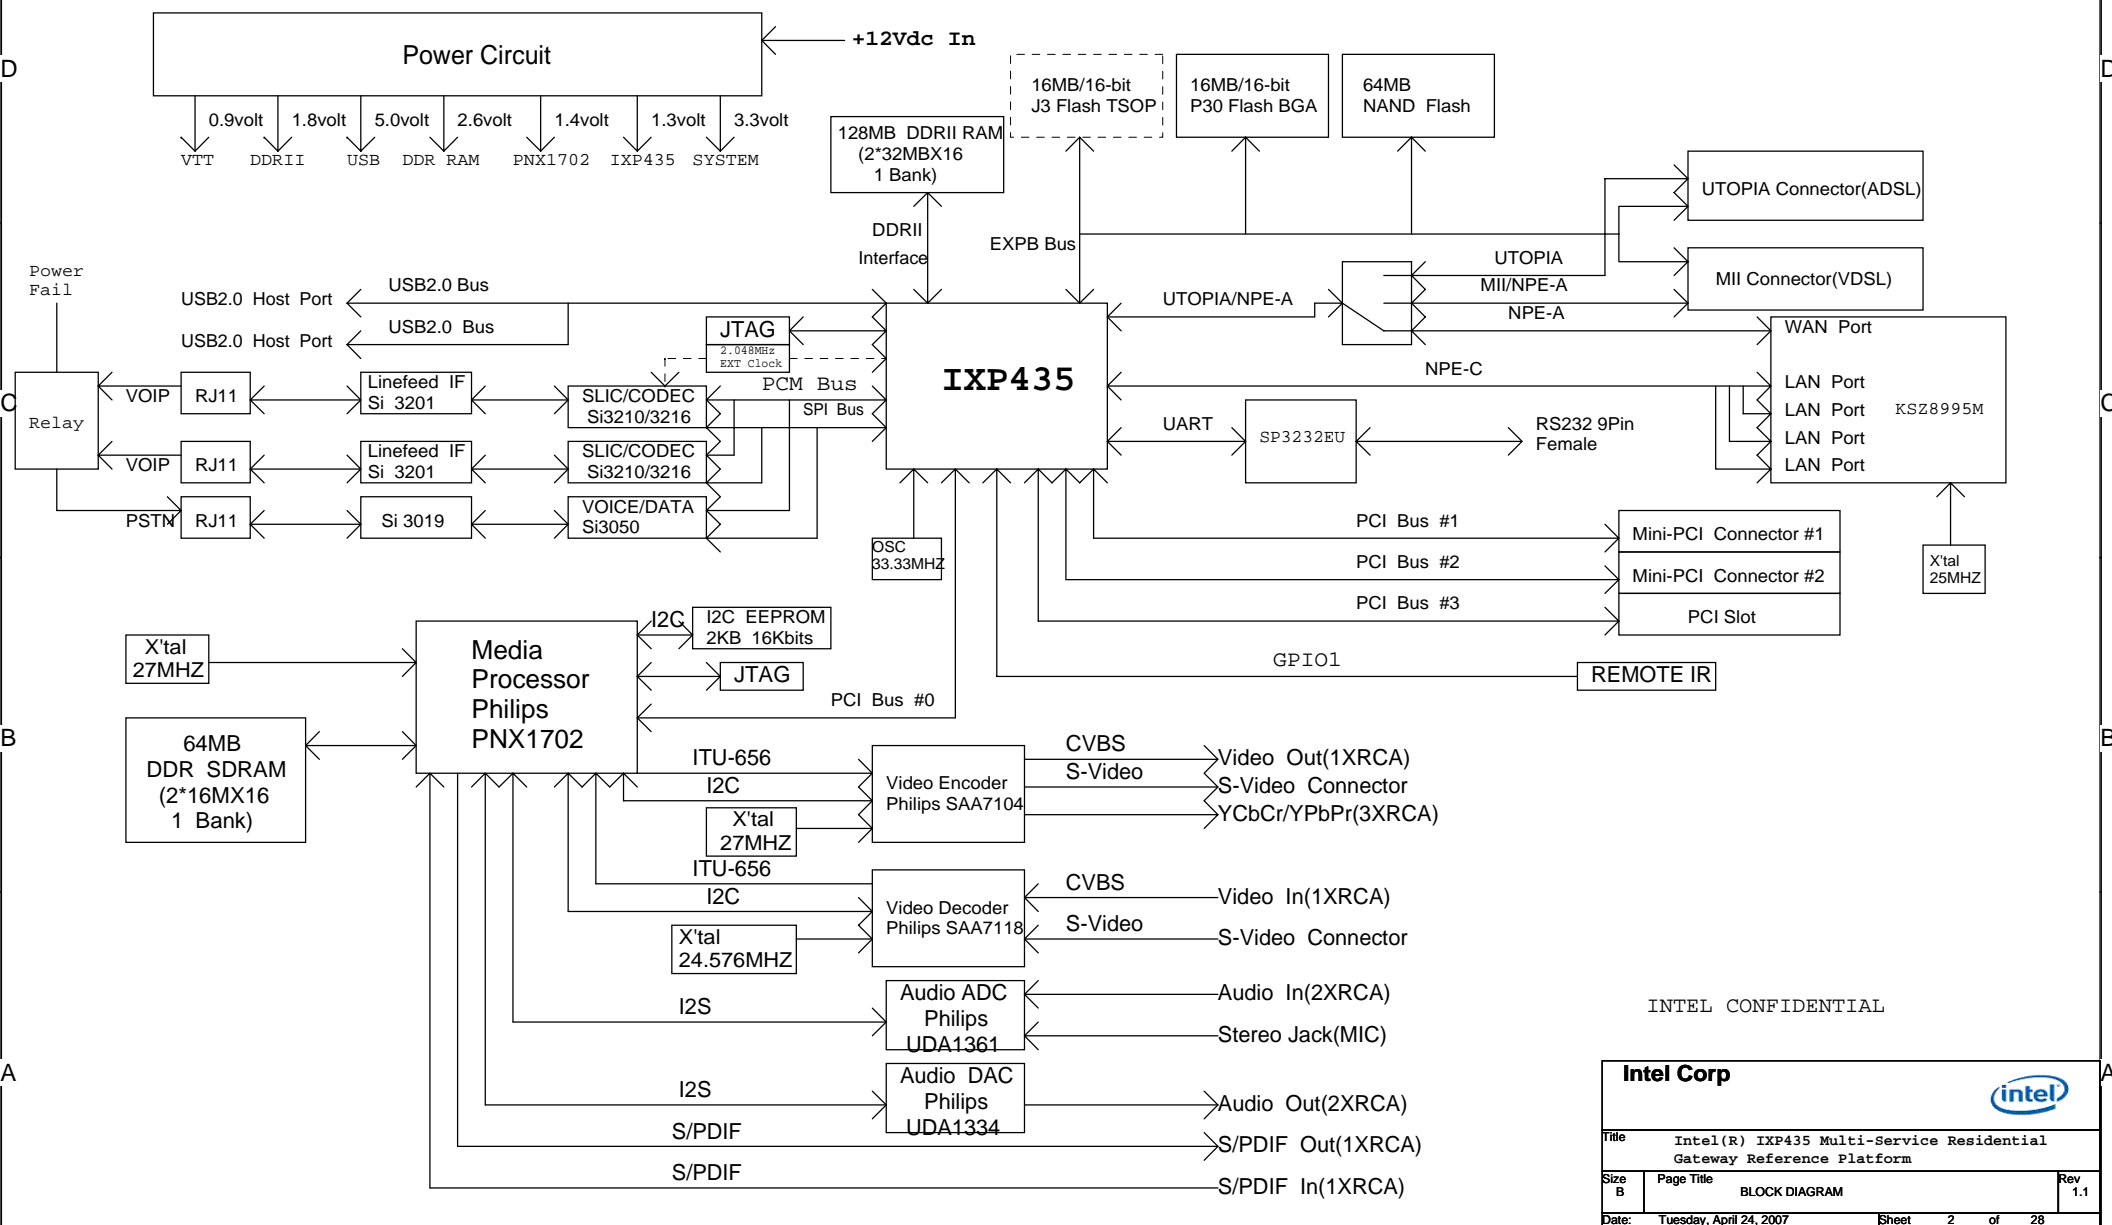 D
D
Power Circuit
+12Vdc In
0.9volt
1.8volt
5.0volt
2.6volt
1.4volt
1.3volt
3.3volt
VTT
DDRII
USB
DDR RAM
PNX1702
IXP435
SYSTEM
128MB DDRII RAM
(2*32MBX16
1 Bank)
16MB/16-bit
J3 Flash TSOP
16MB/16-bit
P30 Flash BGA
64MB
NAND Flash
UTOPIA Connector(ADSL)
DDRII
Interface
EXPB Bus
UTOPIA
MII/NPE-A
NPE-A
MII Connector(VDSL)
UTOPIA/NPE-A
Power
Fail
USB2.0 Host Port
USB2.0 Bus
USB2.0 Host Port
USB2.0 Bus
JTAG
2.048MHz
EXT Clock
PCM Bus
SPI Bus
IXP435
WAN Port
LAN Port
LAN Port
LAN Port
LAN Port
KSZ8995M
NPE-C
C
C
Relay
VOIP
RJ11
Linefeed IF
Si 3201
SLIC/CODEC
Si3210/3216
VOIP
RJ11
Linefeed IF
Si 3201
SLIC/CODEC
Si3210/3216
PSTN
RJ11
Si 3019
VOICE/DATA
Si3050
UART
SP3232EU
RS232 9Pin
Female
OSC
33.33MHZ
PCI Bus #1
Mini-PCI Connector #1
PCI Bus #2
Mini-PCI Connector #2
PCI Bus #3
PCI Slot
X'tal
25MHZ
GPIO1
REMOTE IR
X'tal
27MHZ
Media
Processor
Philips
PNX1702
I2C
I2C EEPROM
2KB 16Kbits
JTAG
PCI Bus #0
B
B
64MB
DDR SDRAM
(2*16MX16
1 Bank)
ITU-656
I2C
X'tal
27MHZ
Video Encoder
Philips SAA7104
CVBS
S-Video
Video Out(1XRCA)
S-Video Connector
YCbCr/YPbPr(3XRCA)
ITU-656
I2C
X'tal
24.576MHZ
Video Decoder
Philips SAA7118
CVBS
S-Video
Video In(1XRCA)
S-Video Connector
I2S
Audio ADC
Philips
UDA1361
Audio In(2XRCA)
Stereo Jack(MIC)
I2S
Audio DAC
Philips
UDA1334
Audio Out(2XRCA)
S/PDIF
S/PDIF Out(1XRCA)
S/PDIF
S/PDIF In(1XRCA)
A
A
INTEL CONFIDENTIAL
Intel Corp
intel
Title
Intel(R) IXP435 Multi-Service Residential
Gateway Reference Platform
Size
B
Page Title
BLOCK DIAGRAM
Rev
1.1
Date:
Tuesday, April 24, 2007
Sheet
2
of
28